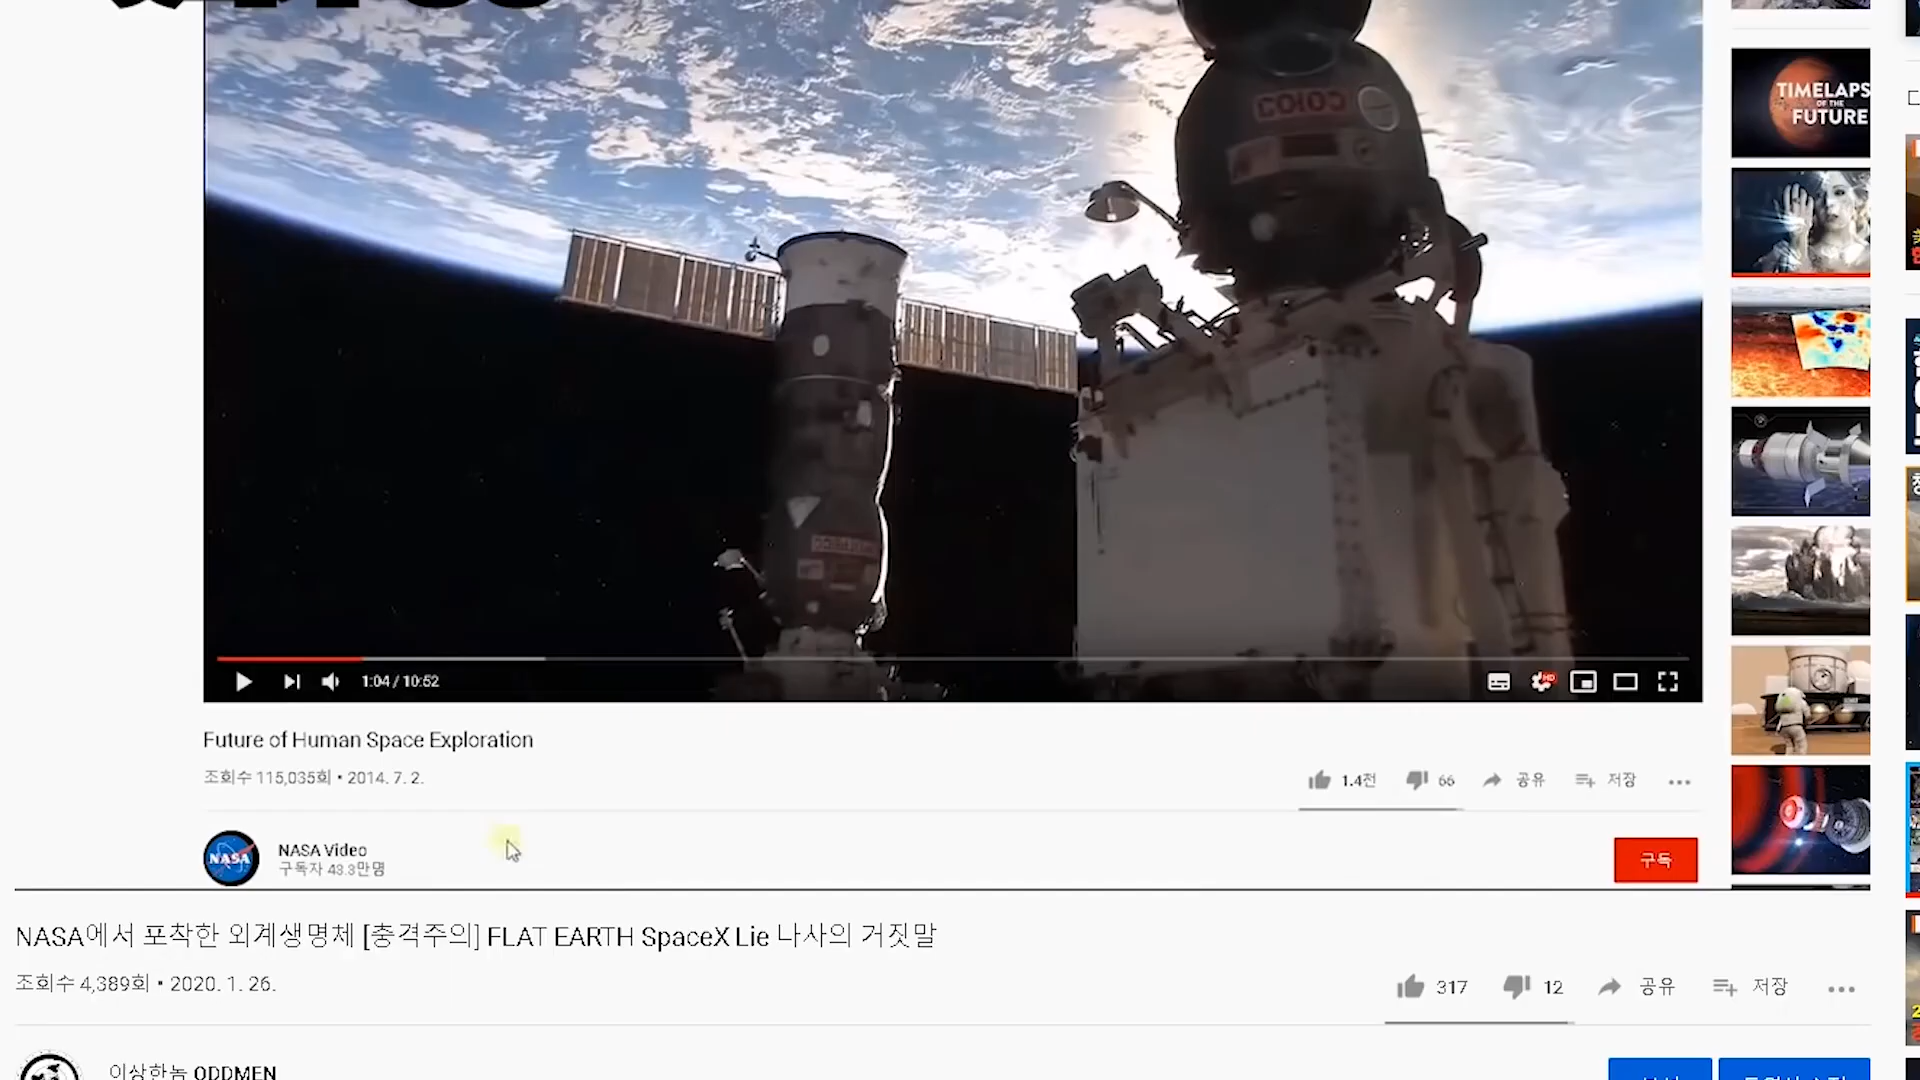 TIMELAPS
OF THE
FUTURE
1:04 / 10:52
HD
Future of Human Space Exploration
조회수 115,035회 • 2014. 7. 2.
1.4천
66
공유
저장
NASA
NASA Video
구독자 43.3만명
구독
NASA에서 포착한 외계생명체 [충격주의] FLAT EARTH SpaceX Lie 나사의 거짓말
조회수 4,389회 • 2020. 1. 26.
317
12
공유
저장
이상한놈 ODDMEN